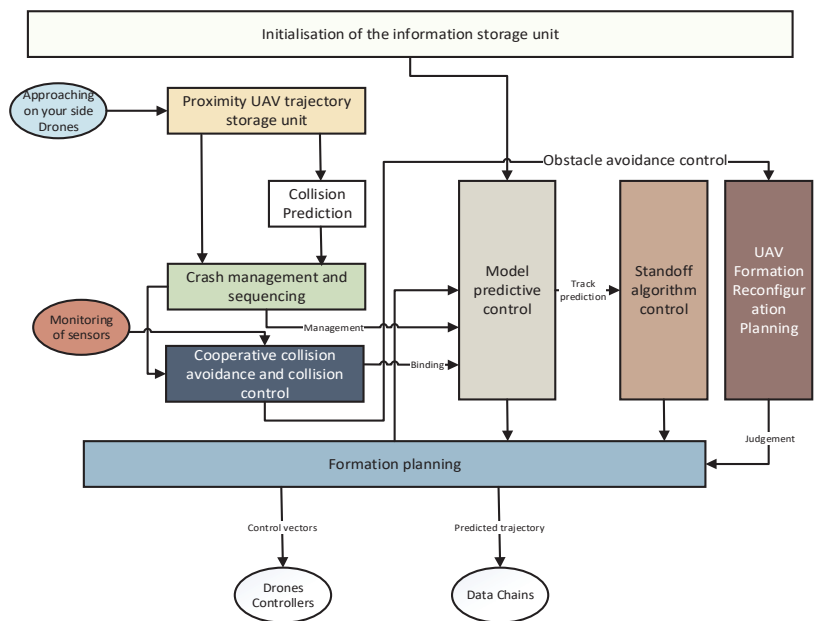 Initialisation of the information storage unit
Approaching
on your side
Drones
Proximity UAV trajectory
storage unit
Obstacle avoidance control
Collision
Prediction
Model
predictive
control
Track
prediction
Standoff
algorithm
control
UAV
Formation
Reconfigur
ation
Planning
Crash management and
sequencing
Monitoring
of sensors
Management
Cooperative collision
avoidance and collision
control
Binding
Judgement
Formation planning
Control vectors
Predicted trajectory
Drones
Controllers
Data Chains